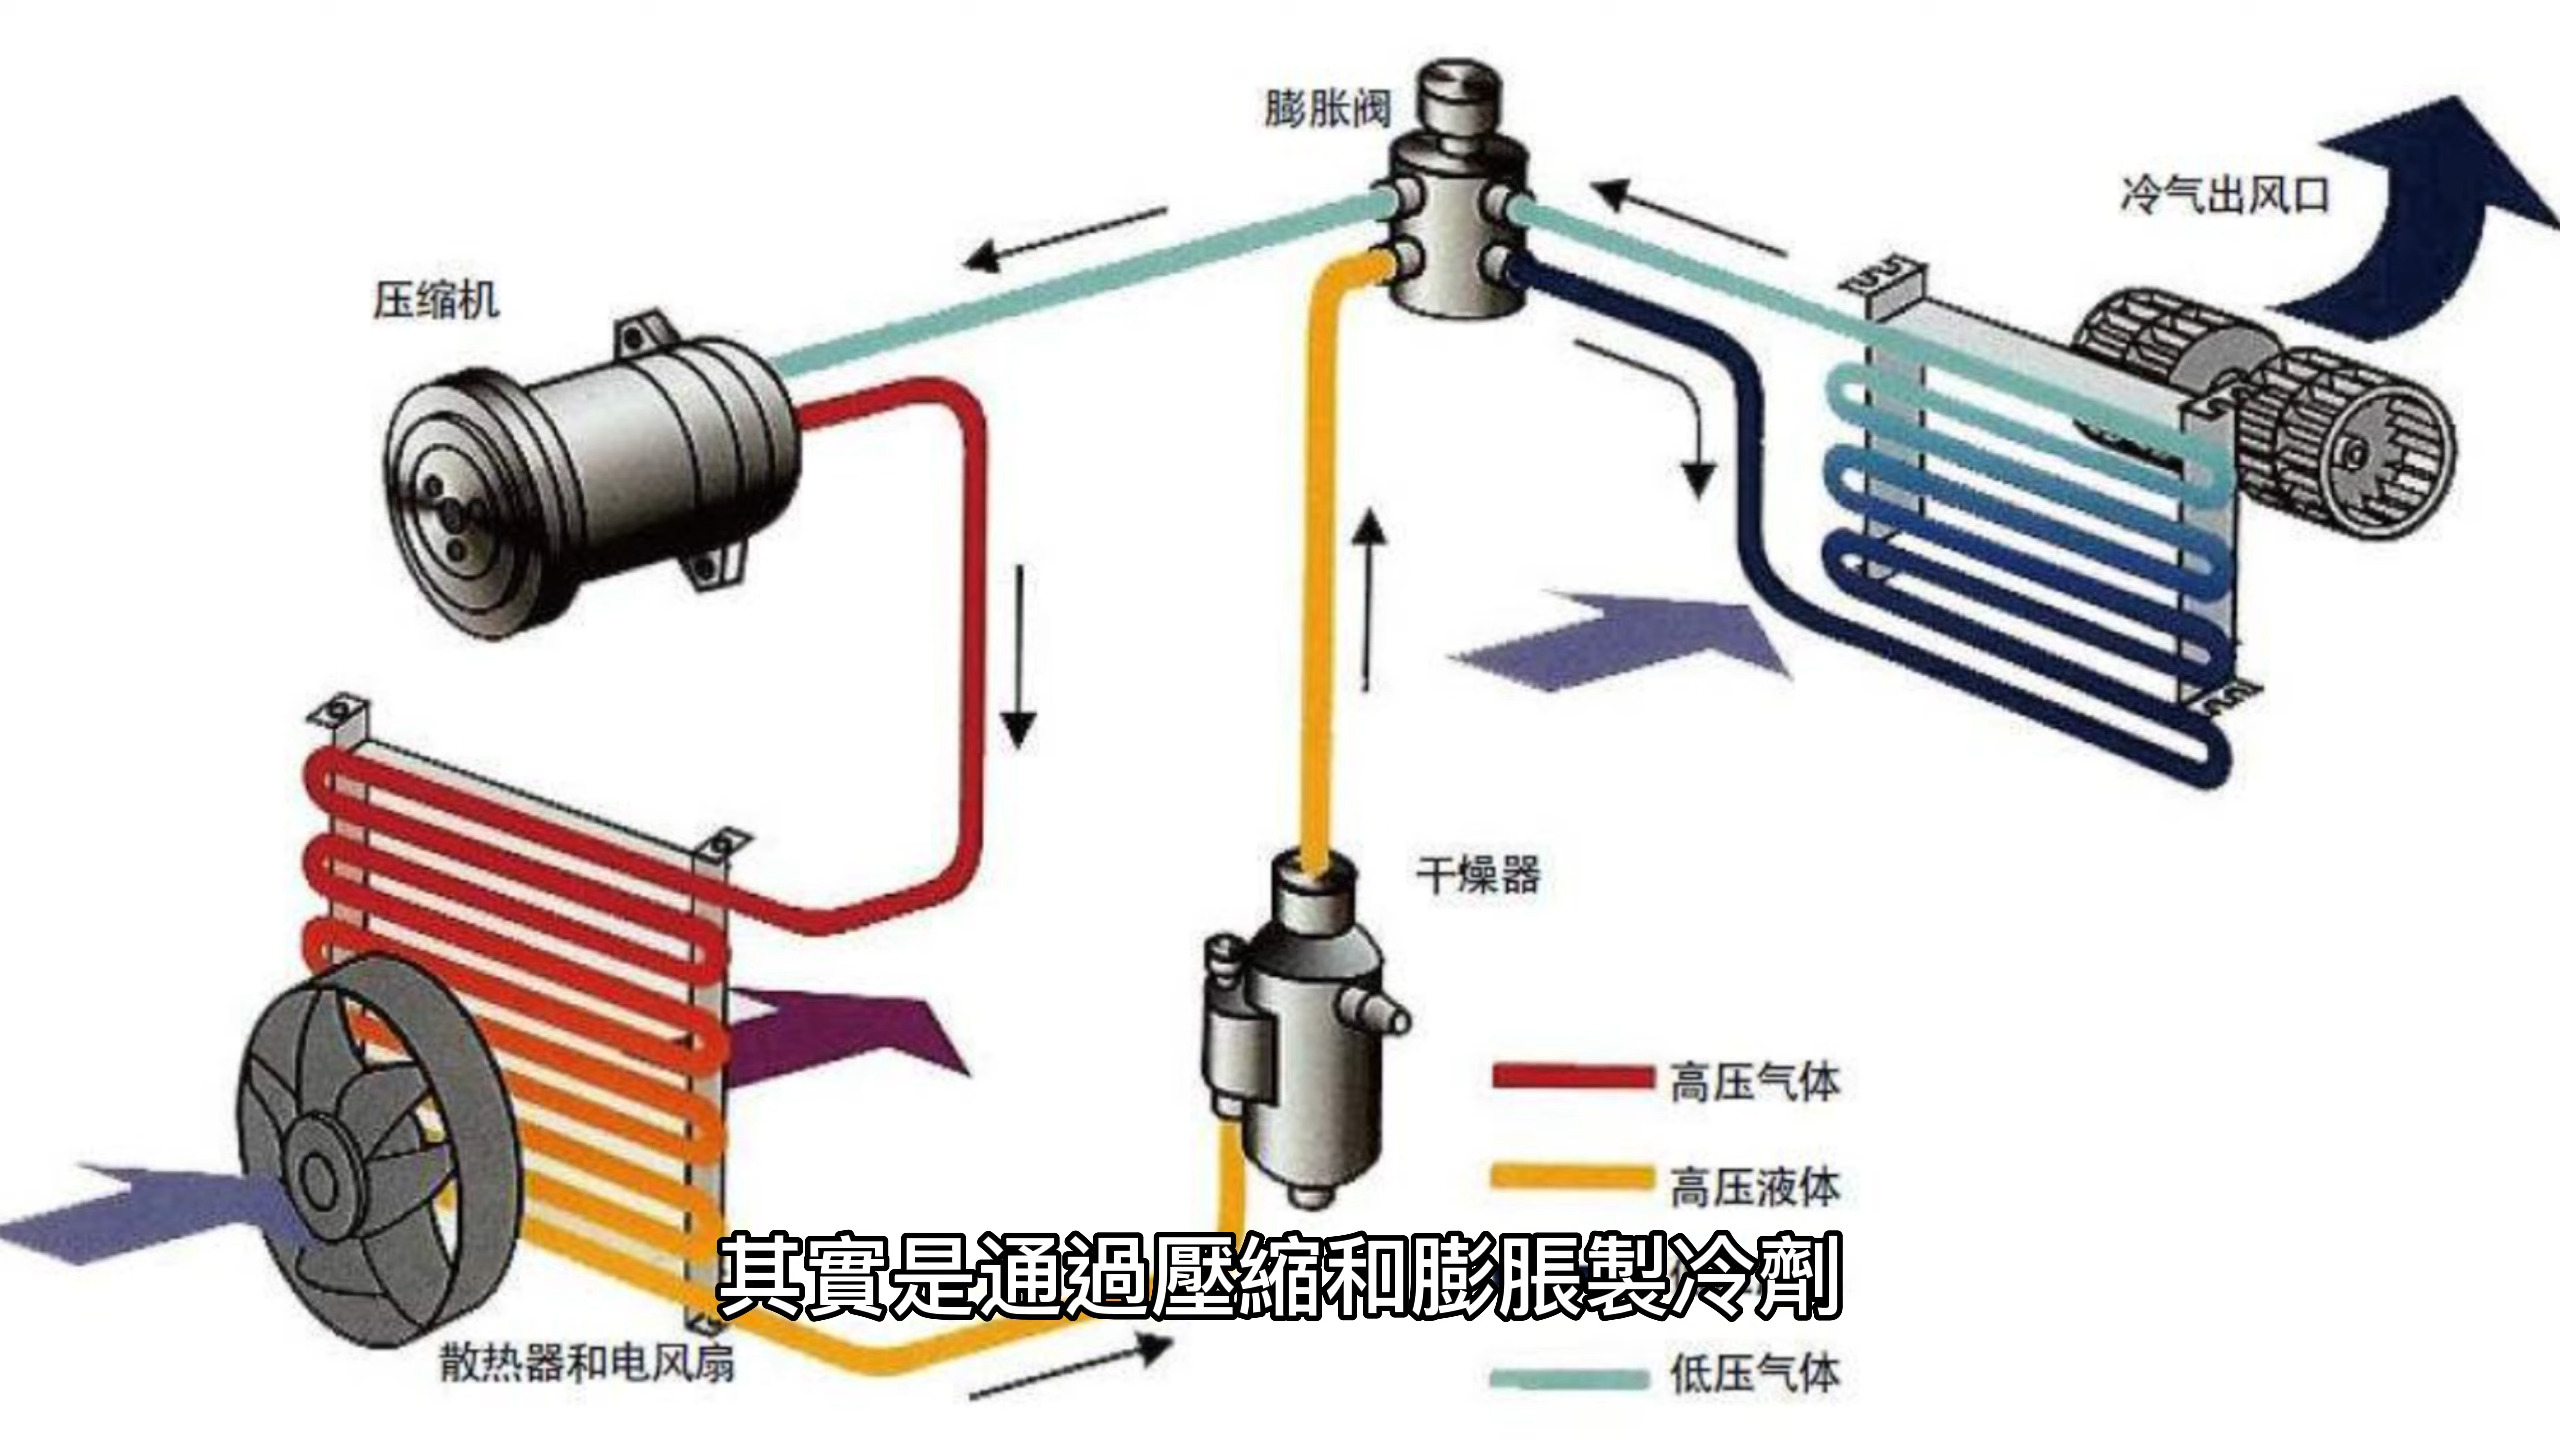 膨胀阀
冷气出风口
压缩机
干燥器
高压气体
高压液体
其實是通過壓縮和膨脹製冷劑
散热器和电风扇
低压气体